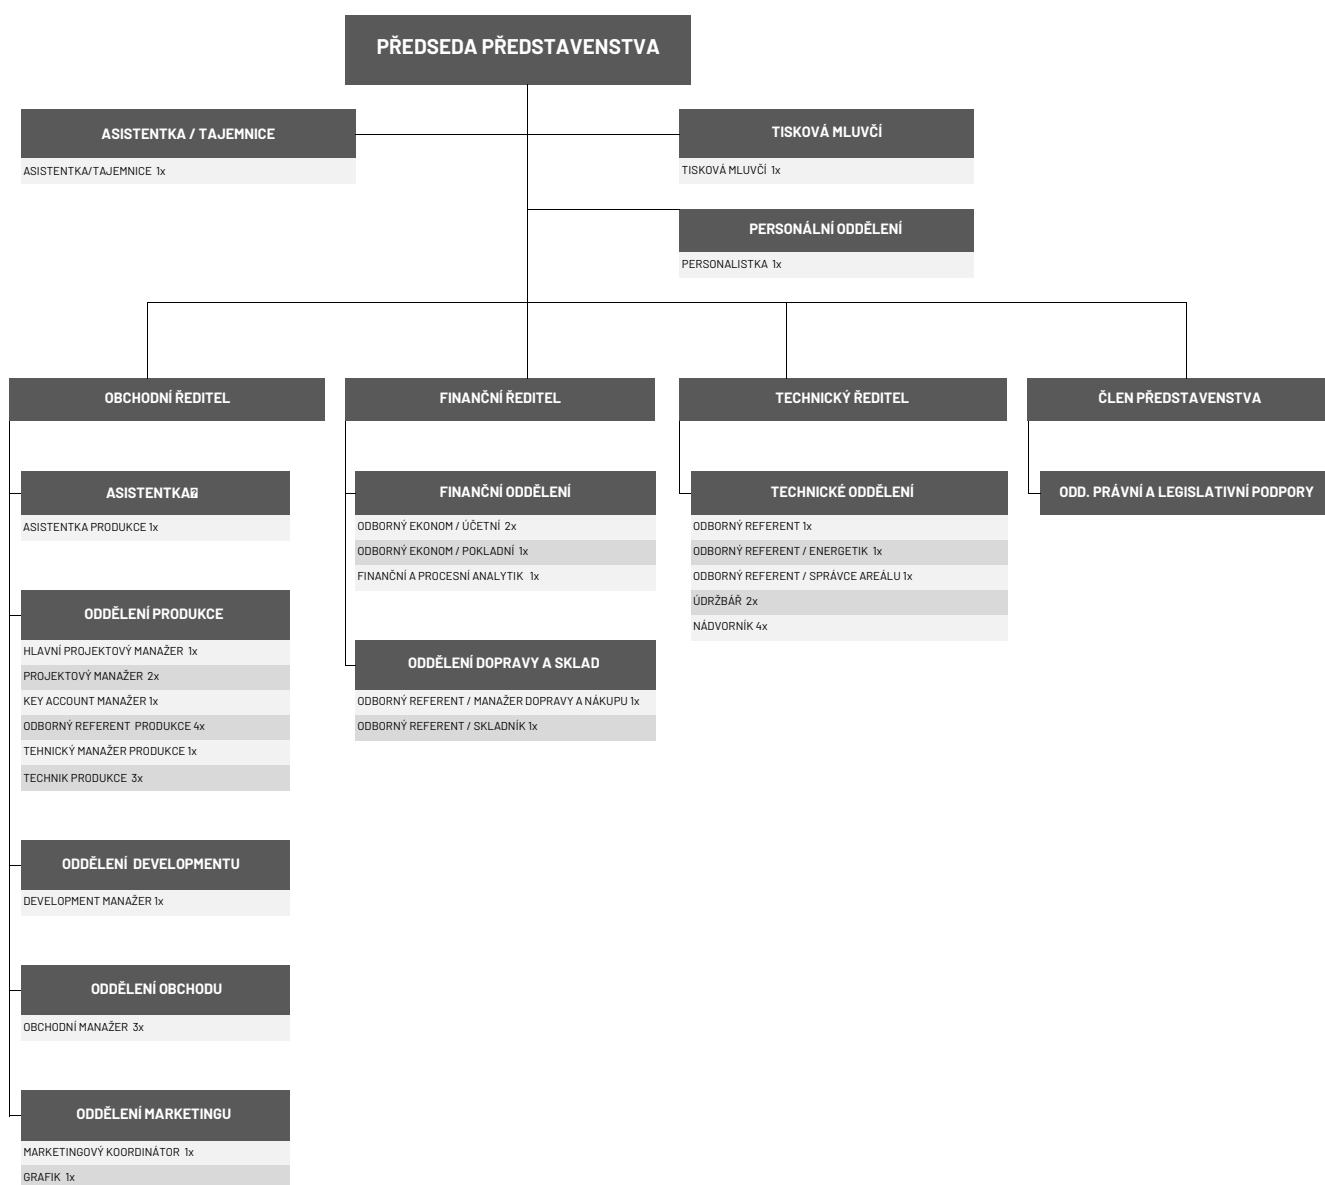 PŘEDSEDA PŘEDSTAVENSTVA
ASISTENTKA / TAJEMNICE
ASISTENTKA/TAJEMNICE 1x
TISKOVÁ MLUVČÍ
TISKOVÁ MLUVČÍ 1x
PERSONÁLNÍ ODDĚLENÍ
PERSONALISTKA 1x
OBCHODNÍ ŘEDITEL
ASISTENTKA
ASISTENTKA PRODUKCE 1x
ODDĚLENÍ PRODUKCE
HLAVNÍ PROJEKTOVÝ MANAŽER 1x
PROJEKTOVÝ MANAŽER 2x
KEY ACCOUNT MANAŽER 1x
ODBORNÝ REFERENT PRODUKCE 4x
TEHNICKÝ MANAŽER PRODUKCE 1x
TECHNIK PRODUKCE 3x
ODDĚLENÍ DEVELOPMENTU
DEVELOPMENT MANAŽER 1x
ODDĚLENÍ OBCHODU
OBCHODNÍ MANAŽER 3x
ODDĚLENÍ MARKETINGU
MARKETINGOVÝ KOORDINÁTOR 1x
GRAFIK 1x
FINANČNÍ ŘEDITEL
FINANČNÍ ODDĚLENÍ
ODBORNÝ EKONOM / ÚČETNÍ 2x
ODBORNÝ EKONOM / POKLADNÍ 1x
FINANČNÍ A PROCESNÍ ANALYTIK 1x
ODDĚLENÍ DOPRAVY A SKLAD
ODBORNÝ REFERENT / MANAŽER DOPRAVY A NÁKUPU 1x
ODBORNÝ REFERENT / SKLADNÍK 1x
TECHNICKÝ ŘEDITEL
TECHNICKÉ ODDĚLENÍ
ODBORNÝ REFERENT 1x
ODBORNÝ REFERENT / ENERGETIK 1x
ODBORNÝ REFERENT / SPRÁVCE AREÁLU 1x
ÚDRŽBÁŘ 2x
NÁDVORNÍK 4x
ČLEN PŘEDSTAVENSTVA
ODD. PRÁVNÍ A LEGISLATIVNÍ PODPORY